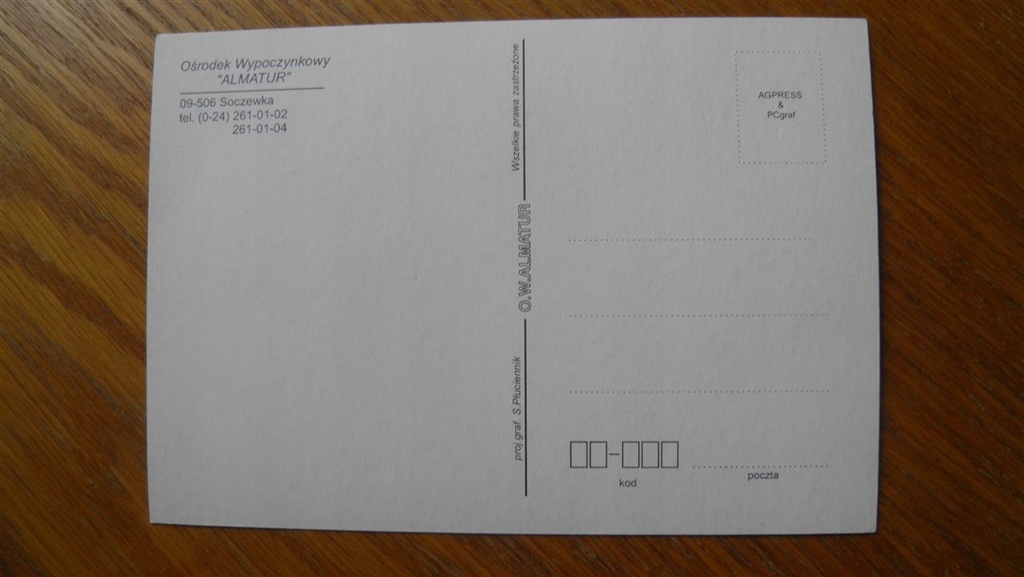 Ośrodek Wypoczynkowy
"ALMATUR"
09-506 Soczewka
tel. (0-24) 261-01-02
261-01-04
Wszelkie prawa zastrzeżone
O.W.ALMATUR
proj.graf. S.Płuciennik
AGPRESS
&
PCgraf
kod
poczta